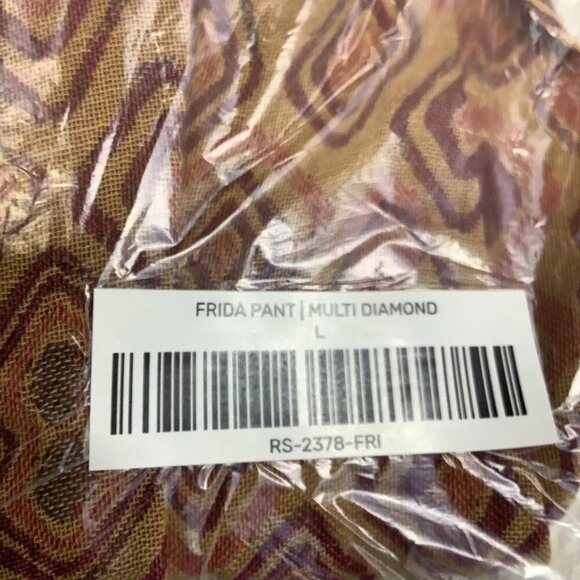 FRIDA PANT | MULTI DIAMOND
L
RS-2378-FRI